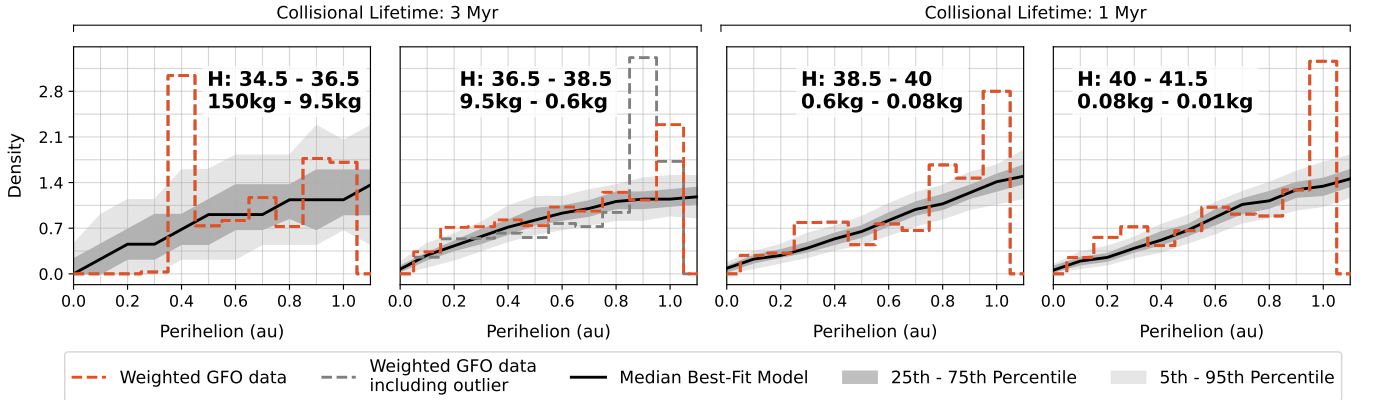 Collisional Lifetime: 3 Myr
Collisional Lifetime: 1 Myr
Density
2.8
2.1
1.4
0.7
0.0
H: 34.5 - 36.5
150kg - 9.5kg
0.0 0.2 0.4 0.6 0.8 1.0
Perihelion (au)
H: 36.5 - 38.5
9.5kg - 0.6kg
0.0 0.2 0.4 0.6 0.8 1.0
Perihelion (au)
H: 38.5 - 40
0.6kg - 0.08kg
0.0 0.2 0.4 0.6 0.8 1.0
Perihelion (au)
H: 40 - 41.5
0.08kg - 0.01kg
0.0 0.2 0.4 0.6 0.8 1.0
Perihelion (au)
Weighted GFO data
Weighted GFO data
including outlier
Median Best-Fit Model
25th - 75th Percentile
5th - 95th Percentile